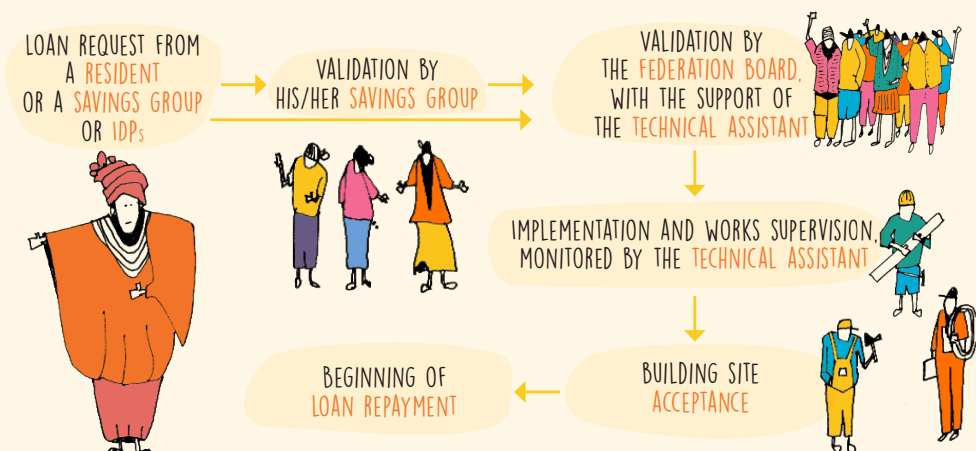 LOAN REQUEST FROM
A RESIDENT
OR A SAVINGS GROUP
OR IDPs
VALIDATION BY
HIS/HER SAVINGS GROUP
VALIDATION BY
THE FEDERATION BOARD,
WITH THE SUPPORT OF
THE TECHNICAL ASSISTANT
IMPLEMENTATION AND WORKS SUPERVISION,
MONITORED BY THE TECHNICAL ASSISTANT
BUILDING SITE
ACCEPTANCE
BEGINNING OF
LOAN REPAYMENT